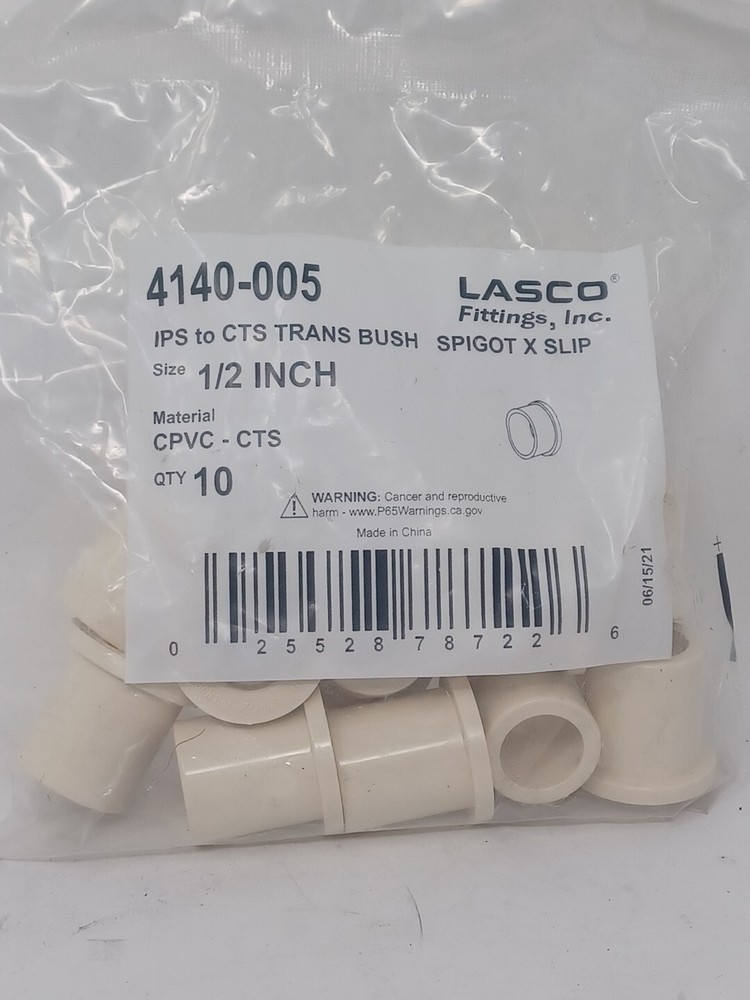 4140-005
LASCO®
Fittings, Inc.
IPS to CTS TRANS BUSH SPIGOT X SLIP
Size 1/2 INCH
Material
CPVC - CTS
QTY 10
WARNING: Cancer and reproductive
harm - www.P65Warnings.ca.gov
Made in China
06/15/21
0 25528 78722 6